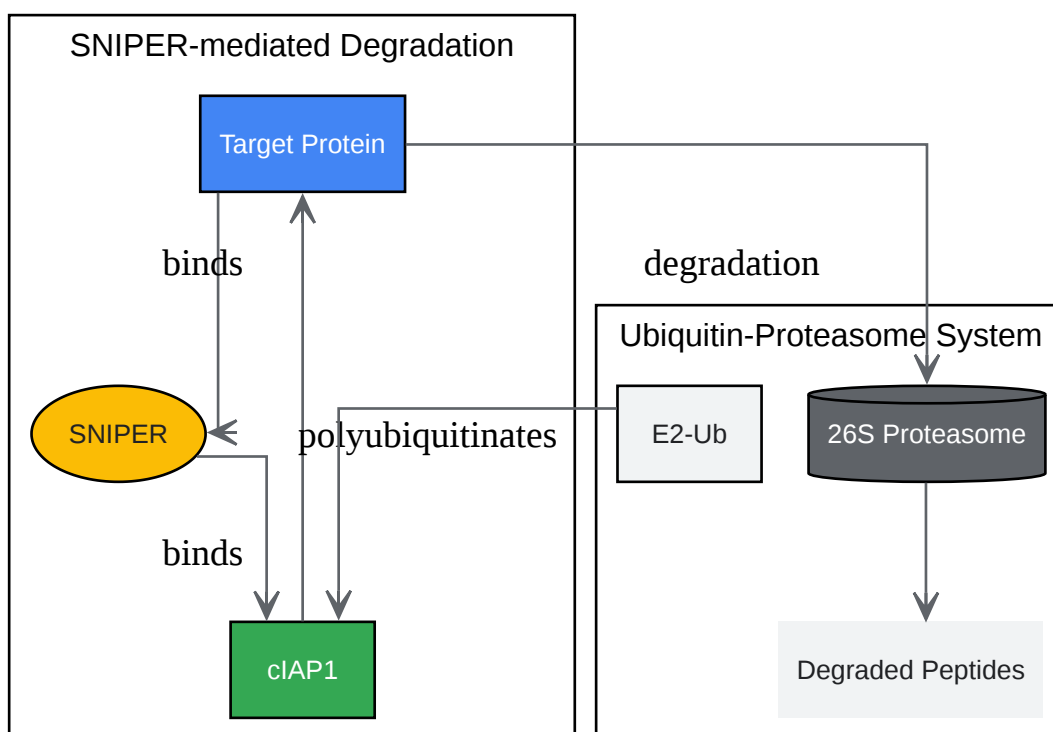 SNIPER-mediated Degradation
Target Protein
binds
degradation
Ubiquitin-Proteasome System
SNIPER
polyubiquitinates
E2-Ub
26S Proteasome
binds
cIAP1
Degraded Peptides